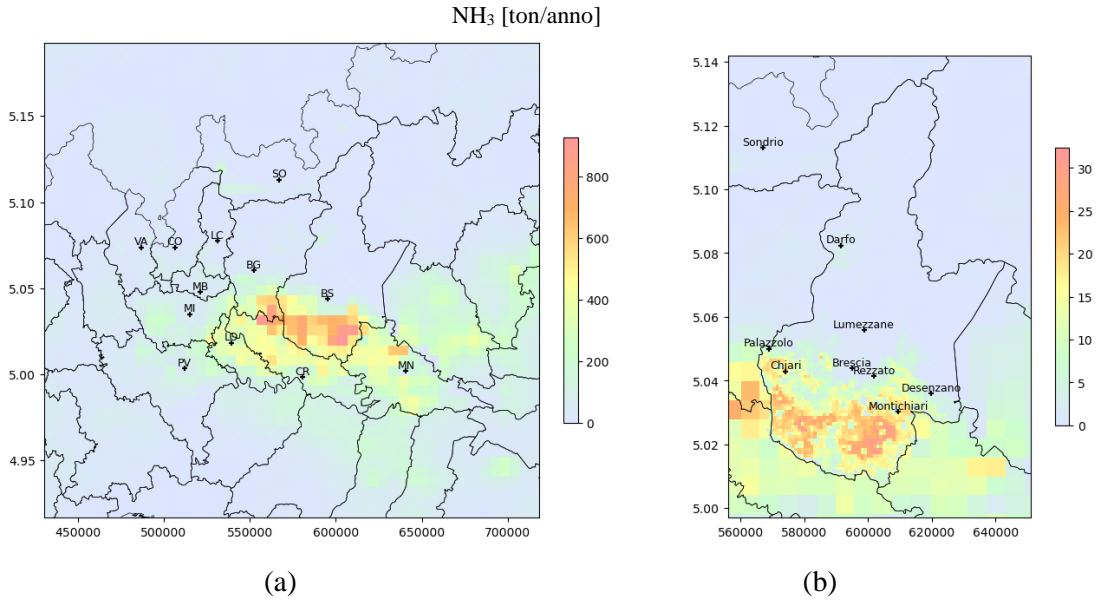 NH₃ [ton/anno]
5.15
5.10
5.05
5.00
4.95
450000 500000 550000 600000 650000 700000
SO
VA CO LC
BG
MB BS
MI
LO
PV CR MN
800
600
400
200
0
(a)
5.14
5.12
5.10
5.08
5.06
5.04
5.02
5.00
560000 580000 600000 620000 640000
Sondrio
Darfo
Lumezzane
Palazzolo
Chiari Brescia Rezzato
Desenzano
Montichiari
30
25
20
15
10
5
0
(b)